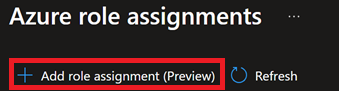 Azure role assignments ...
+ Add role assignment (Preview) Refresh